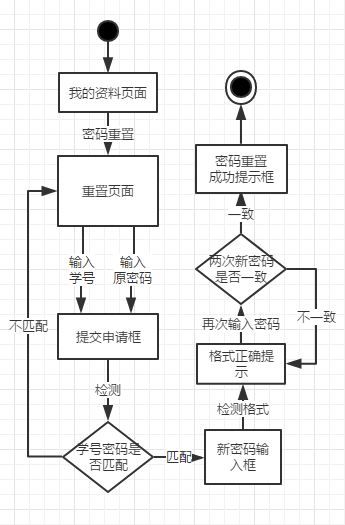 我的资料页面
密码重置
重置页面
输入
学号
输入
原密码
提交申请框
检测
学号密码是
否匹配
不匹配
匹配
新密码输
入框
检测格式
格式正确提
示
再次输入密码
两次新密码
是否一致
不一致
一致
密码重置
成功提示框